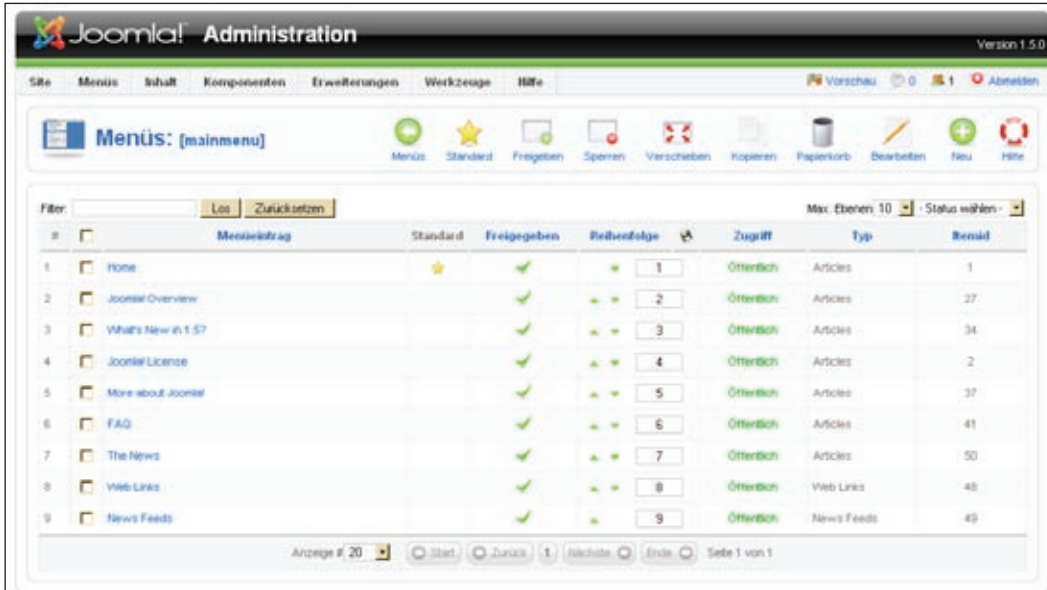 Joomla! Administration
Version 1.5.0
Site Menüs Inhalt Komponenten Erweiterungen Werkzeuge Hilfe Vorschau 0 1 Abmelden
Menüs: [mainmenu]
Menüs Standard Freigeben Sperren Verschieben Kopieren Papierkorb Bearbeiten Neu Hilfe
Filter: Los Zurücksetzen Max. Ebenen 10 - Status wählen -
# Menüeintrag Standard Freigegeben Reihenfolge Zugriff Typ ItemId
1 Home 1 Öffentlich Articles 1
2 Joomla! Overview 2 Öffentlich Articles 27
3 What's New in 1.5? 3 Öffentlich Articles 34
4 Joomla! License 4 Öffentlich Articles 2
5 More about Joomla! 5 Öffentlich Articles 37
6 FAQ 6 Öffentlich Articles 41
7 The News 7 Öffentlich Articles 50
8 Web Links 8 Öffentlich Web Links 48
9 News Feeds 9 Öffentlich News Feeds 49
Anzeige # 20 Start Zurück 1 Nächste Ende Seite 1 von 1